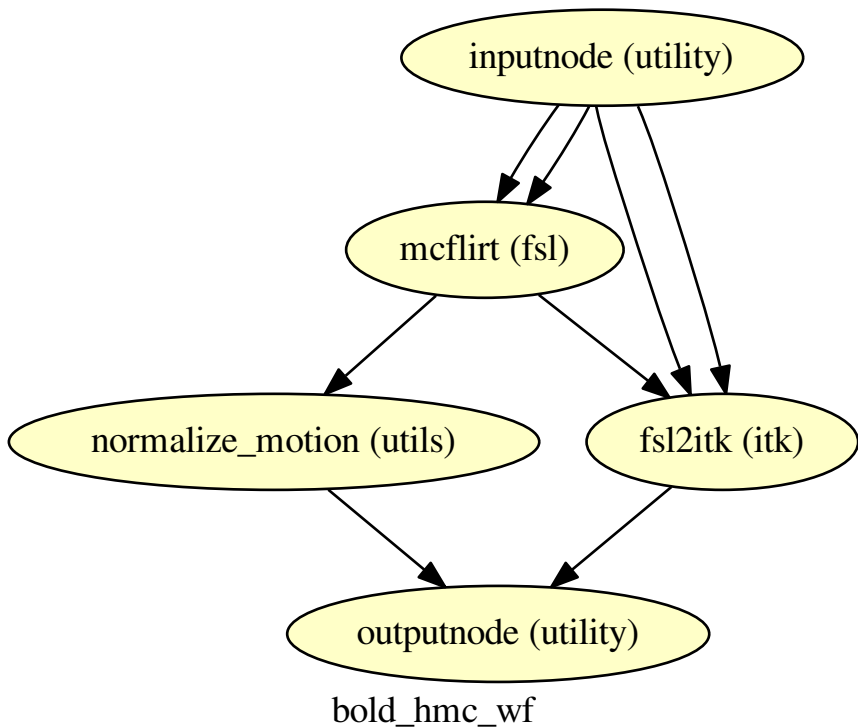 inputnode (utility)
mcflirt (fsl)
normalize_motion (utils)
fsl2itk (itk)
outputnode (utility)
bold_hmc_wf